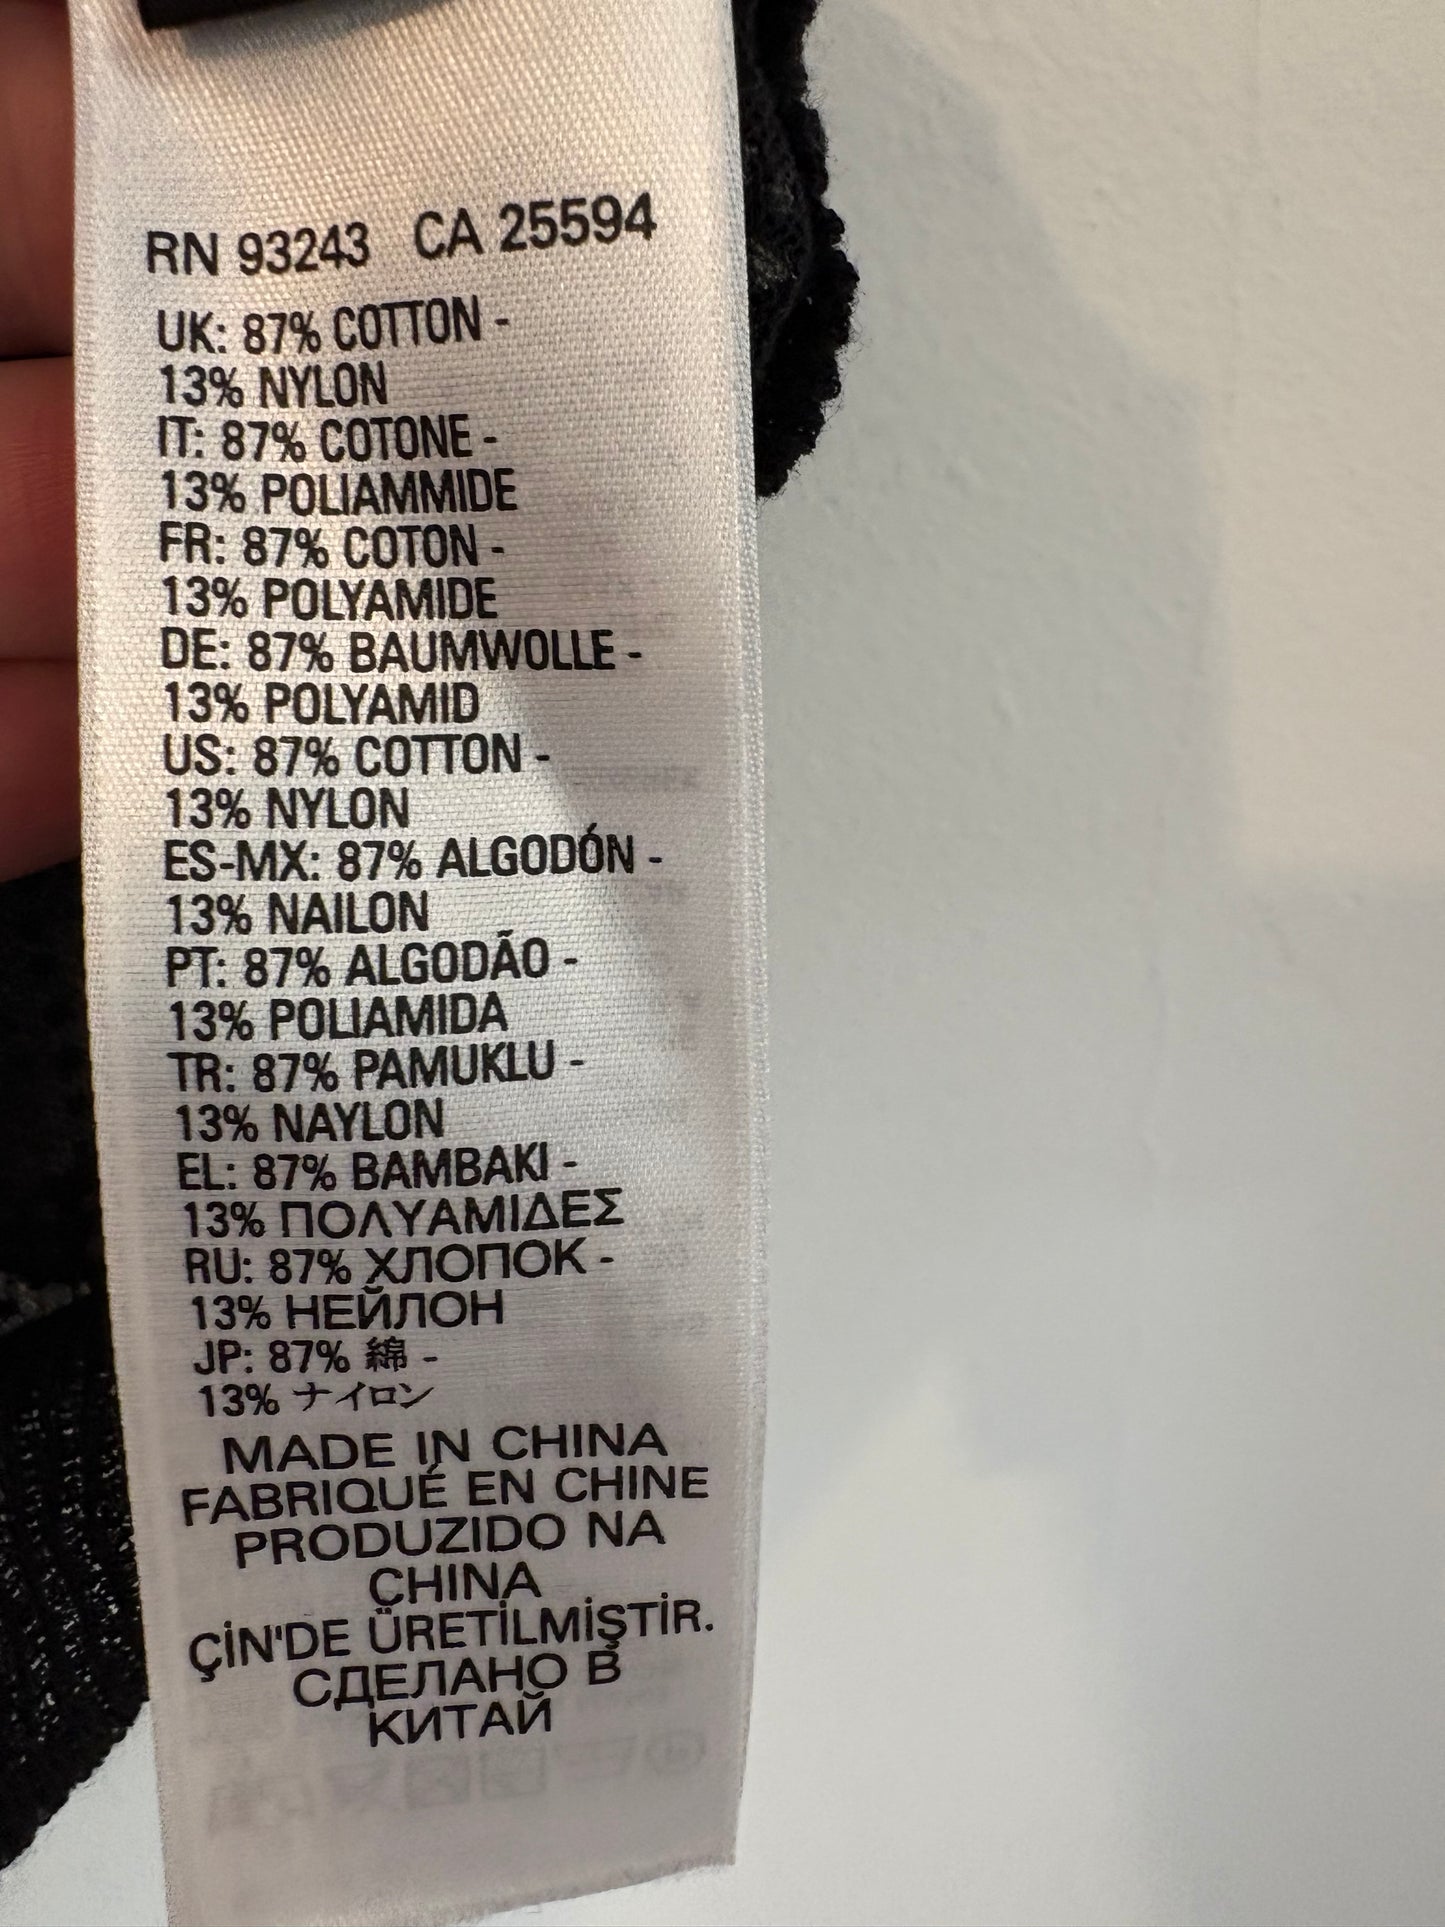 RN 93243 CA 25594
UK: 87% COTTON -
13% NYLON
IT: 87% COTONE -
13% POLIAMMIDE
FR: 87% COTON -
13% POLYAMIDE
DE: 87% BAUMWOLLE -
13% POLYAMID
US: 87% COTTON -
13% NYLON
ES-MX: 87% ALGODÓN -
13% NAILON
PT: 87% ALGODÃO -
13% POLIAMIDA
TR: 87% PAMUKLU -
13% NAYLON
EL: 87% ΒΑΜΒΑΚΙ -
13% ΠΟΛΥΑΜΙΔΕΣ
RU: 87% ХЛОПОК -
13% НЕЙЛОН
JP: 87% 綿 -
13% ナイロン
MADE IN CHINA
FABRIQUÉ EN CHINE
PRODUZIDO NA
CHINA
ÇİN'DE ÜRETİLMİŞTİR.
СДЕЛАНО В
КИТАЙ